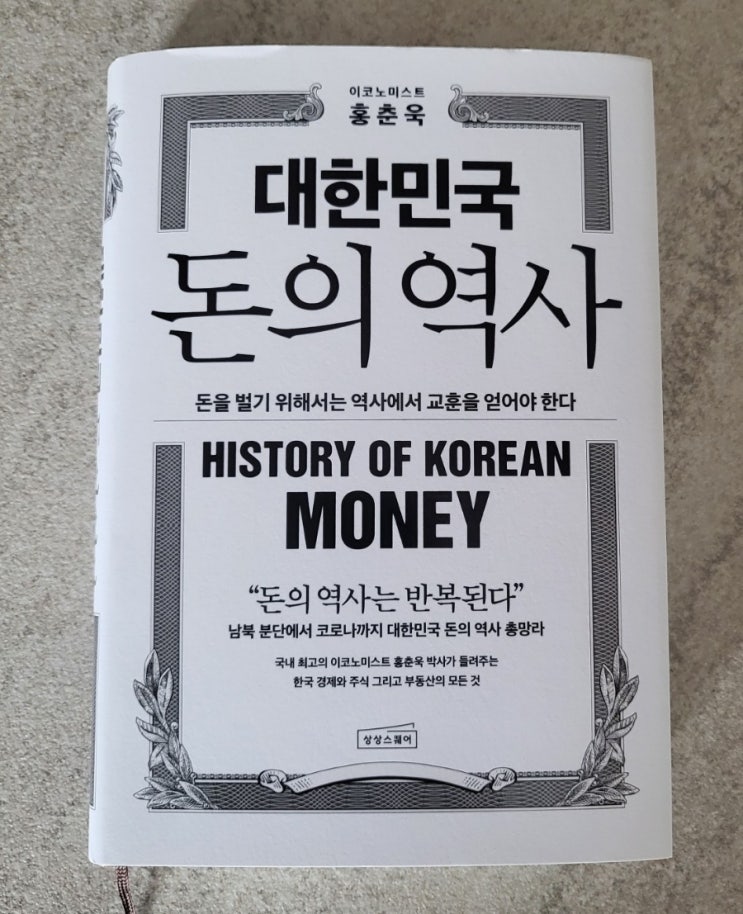 이코노미스트
홍춘욱
대한민국
돈의 역사
돈을 벌기 위해서는 역사에서 교훈을 얻어야 한다
HISTORY OF KOREAN
MONEY
“돈의 역사는 반복된다”
남북 분단에서 코로나까지 대한민국 돈의 역사 총망라
국내 최고의 이코노미스트 홍춘욱 박사가 들려주는
한국 경제와 주식 그리고 부동산의 모든 것
상상스퀘어